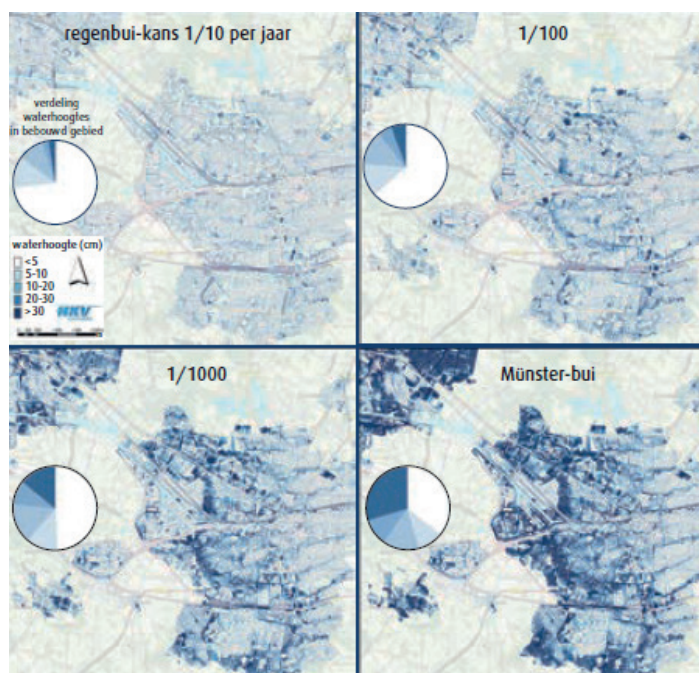 regenbui-kans 1/10 per jaar
1/100
verdeling
waterhoogtes
in bebouwd gebied
waterhoogte (cm)
<5
5-10
10-20
20-30
>30
HKV
1/1000
Münster-bui